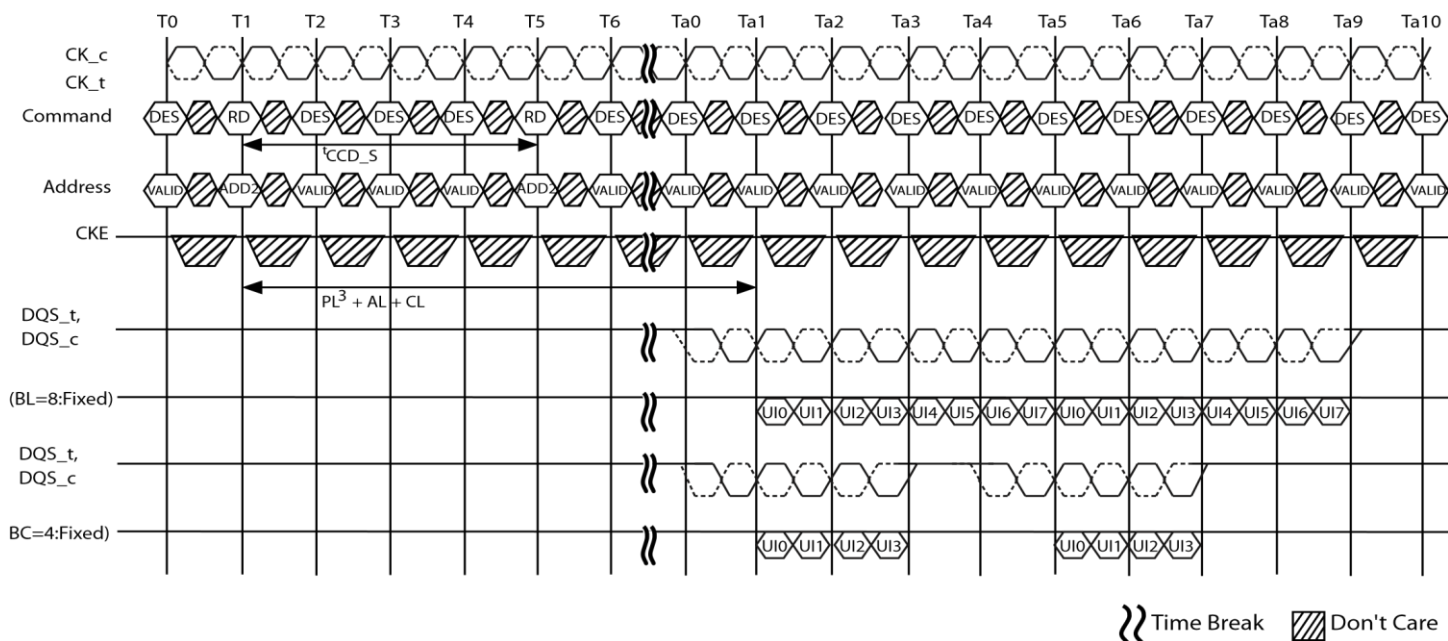 T0 T1 T2 T3 T4 T5 T6 Ta0 Ta1 Ta2 Ta3 Ta4 Ta5 Ta6 Ta7 Ta8 Ta9 Ta10
CK_c
CK_t
Command DES RD DES DES DES RD DES DES DES DES DES DES DES DES DES DES DES DES
tCCD_S
Address VALID ADD2 VALID VALID VALID ADD2 VALID VALID VALID VALID VALID VALID VALID VALID VALID VALID VALID VALID
CKE
PL3 + AL + CL
DQS_t,
DQS_c
(BL=8:Fixed) UI0 UI1 UI2 UI3 UI4 UI5 UI6 UI7 UI0 UI1 UI2 UI3 UI4 UI5 UI6 UI7
DQS_t,
DQS_c
BC=4:Fixed) UI0 UI1 UI2 UI3 UI0 UI1 UI2 UI3
Time Break Don't Care